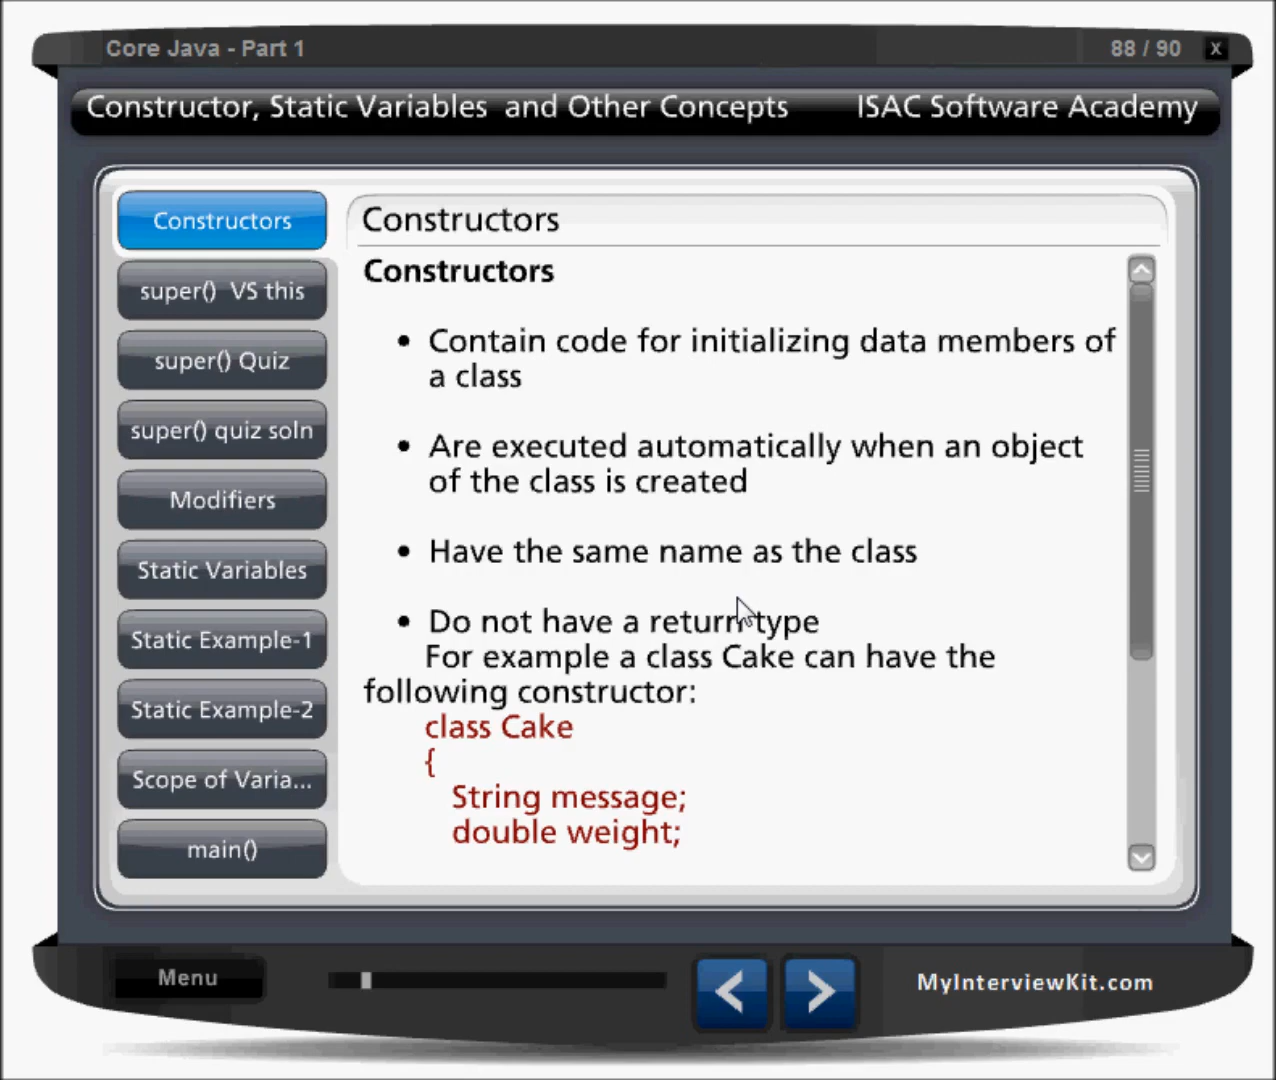 Core Java - Part 1
88 / 90
X
Constructor, Static Variables and Other Concepts
ISAC Software Academy
Constructors
super() VS this
super() Quiz
super() quiz soln
Modifiers
Static Variables
Static Example-1
Static Example-2
Scope of Varia...
main()
Constructors
Constructors
• Contain code for initializing data members of
a class
• Are executed automatically when an object
of the class is created
• Have the same name as the class
• Do not have a return type
For example a class Cake can have the
following constructor:
class Cake
{
String message;
double weight;
Menu
< >
MyInterviewKit.com